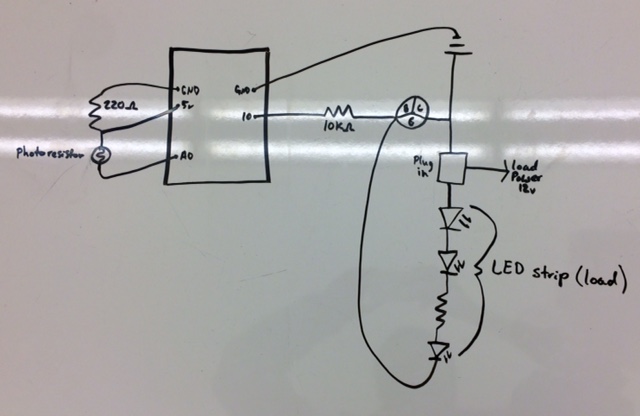 GND
220Ω
5v
Photoresistor
A0
GND
10
10KΩ
B C
E
Plug
in
Load
Power
12v
LED strip (load)